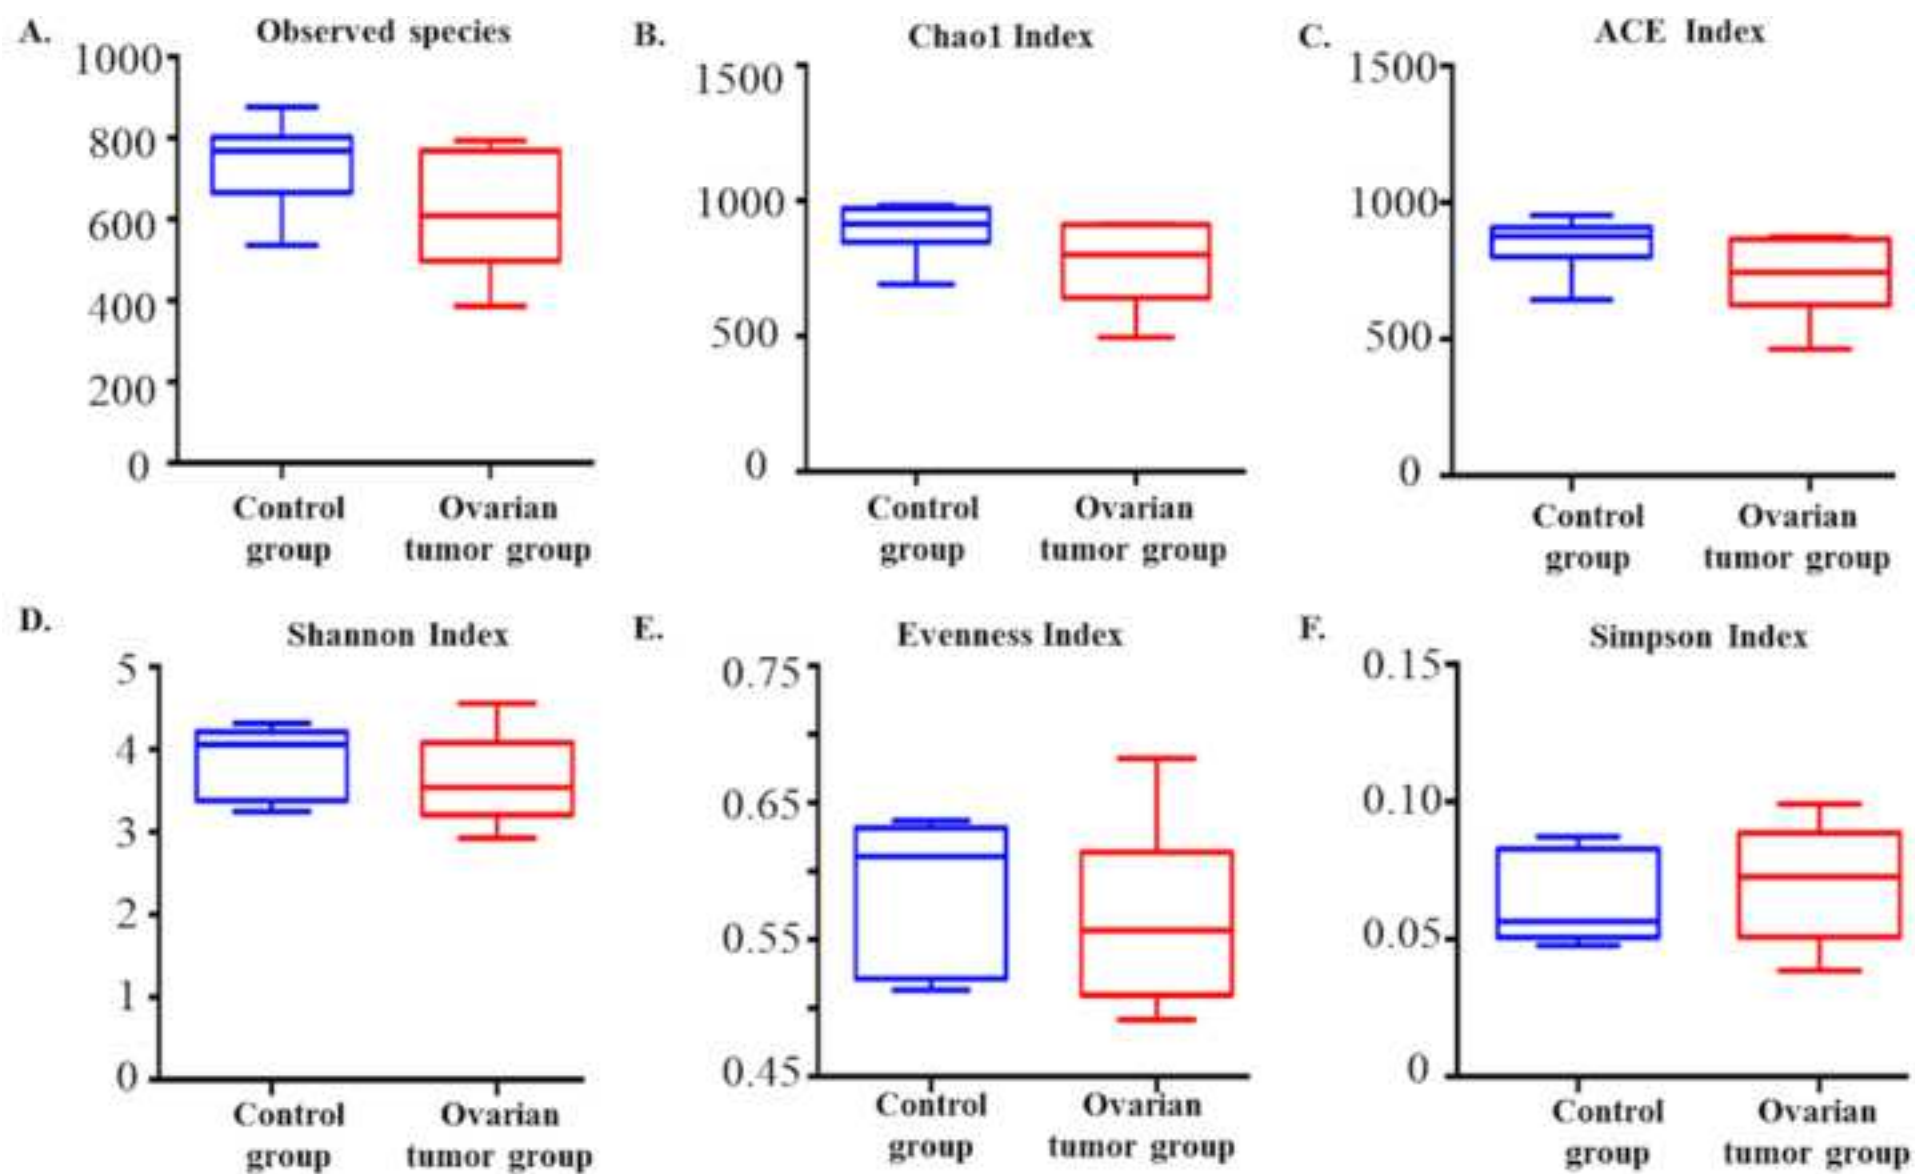 A.
Observed species
1000
800
600
400
200
0
Control
group
Ovarian
tumor group
B.
Chao1 Index
1500
1000
500
0
Control
group
Ovarian
tumor group
C.
ACE Index
1500
1000
500
0
Control
group
Ovarian
tumor group
D.
Shannon Index
5
4
3
2
1
0
Control
group
Ovarian
tumor group
E.
Evenness Index
0.75
0.65
0.55
0.45
Control
group
Ovarian
tumor group
F.
Simpson Index
0.15
0.10
0.05
0
Control
group
Ovarian
tumor group